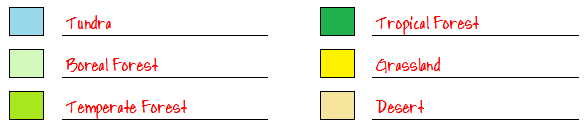 Tundra
Boreal Forest
Temperate Forest
Tropical Forest
Grassland
Desert